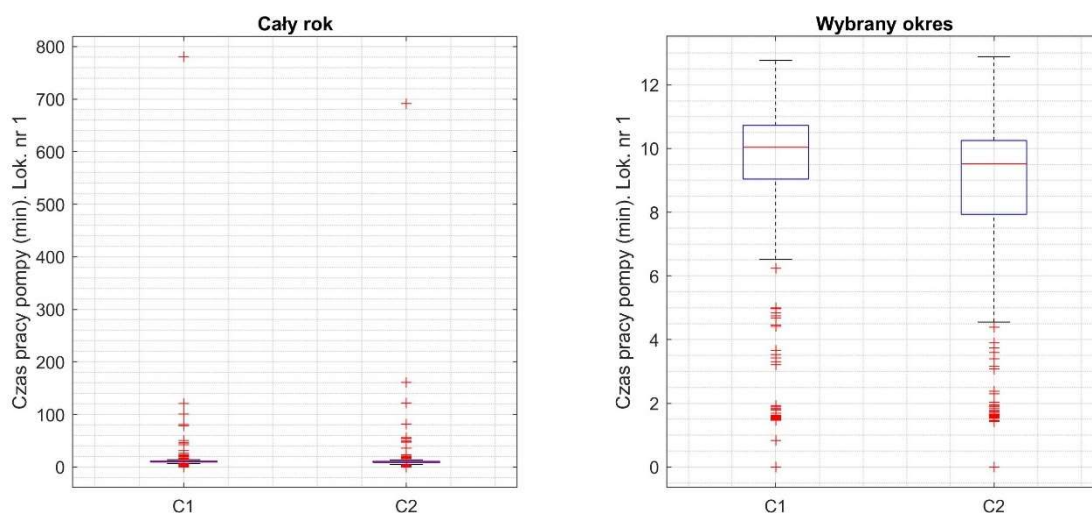 Cały rok
Czas pracy pompy (min). Lok. nr 1
800
700
600
500
400
300
200
100
0
C1 C2
Wybrany okres
Czas pracy pompy (min). Lok. nr 1
12
10
8
6
4
2
0
C1 C2